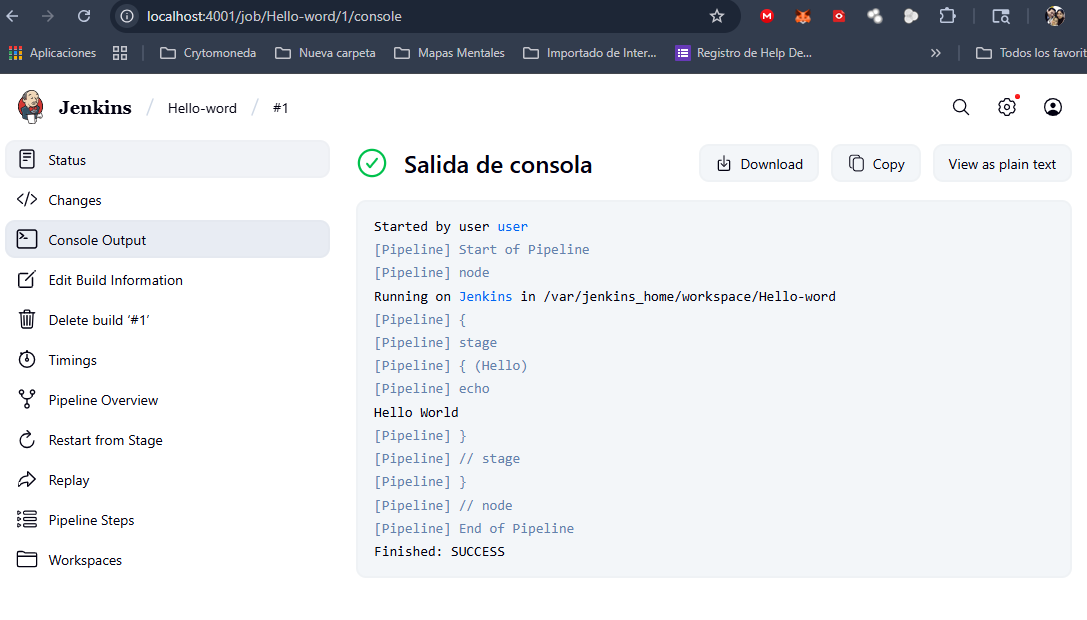 localhost:4001/job/Hello-word/1/console
Aplicaciones
Crytomoneda
Nueva carpeta
Mapas Mentales
Importado de Inter...
Registro de Help De...
»
Todos los favorit
Jenkins / Hello-word / #1
Status
Changes
Console Output
Edit Build Information
Delete build ‘#1’
Timings
Pipeline Overview
Restart from Stage
Replay
Pipeline Steps
Workspaces
Salida de consola
Download
Copy
View as plain text
Started by user user
[Pipeline] Start of Pipeline
[Pipeline] node
Running on Jenkins in /var/jenkins_home/workspace/Hello-word
[Pipeline] {
[Pipeline] stage
[Pipeline] { (Hello)
[Pipeline] echo
Hello World
[Pipeline] }
[Pipeline] // stage
[Pipeline] }
[Pipeline] // node
[Pipeline] End of Pipeline
Finished: SUCCESS